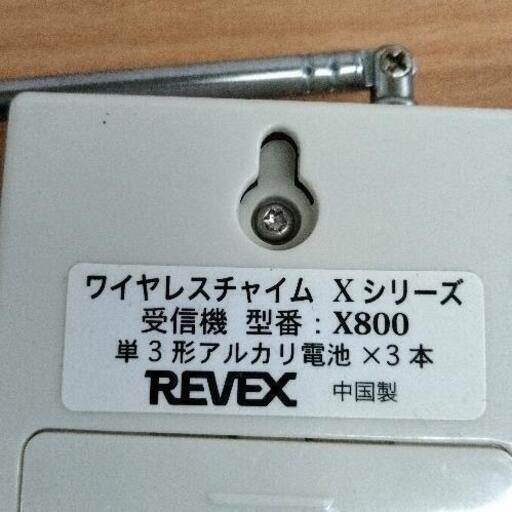 ワイヤレスチャイム Xシリーズ
受信機 型番：X800
単3形アルカリ電池×3本
REVEX 中国製